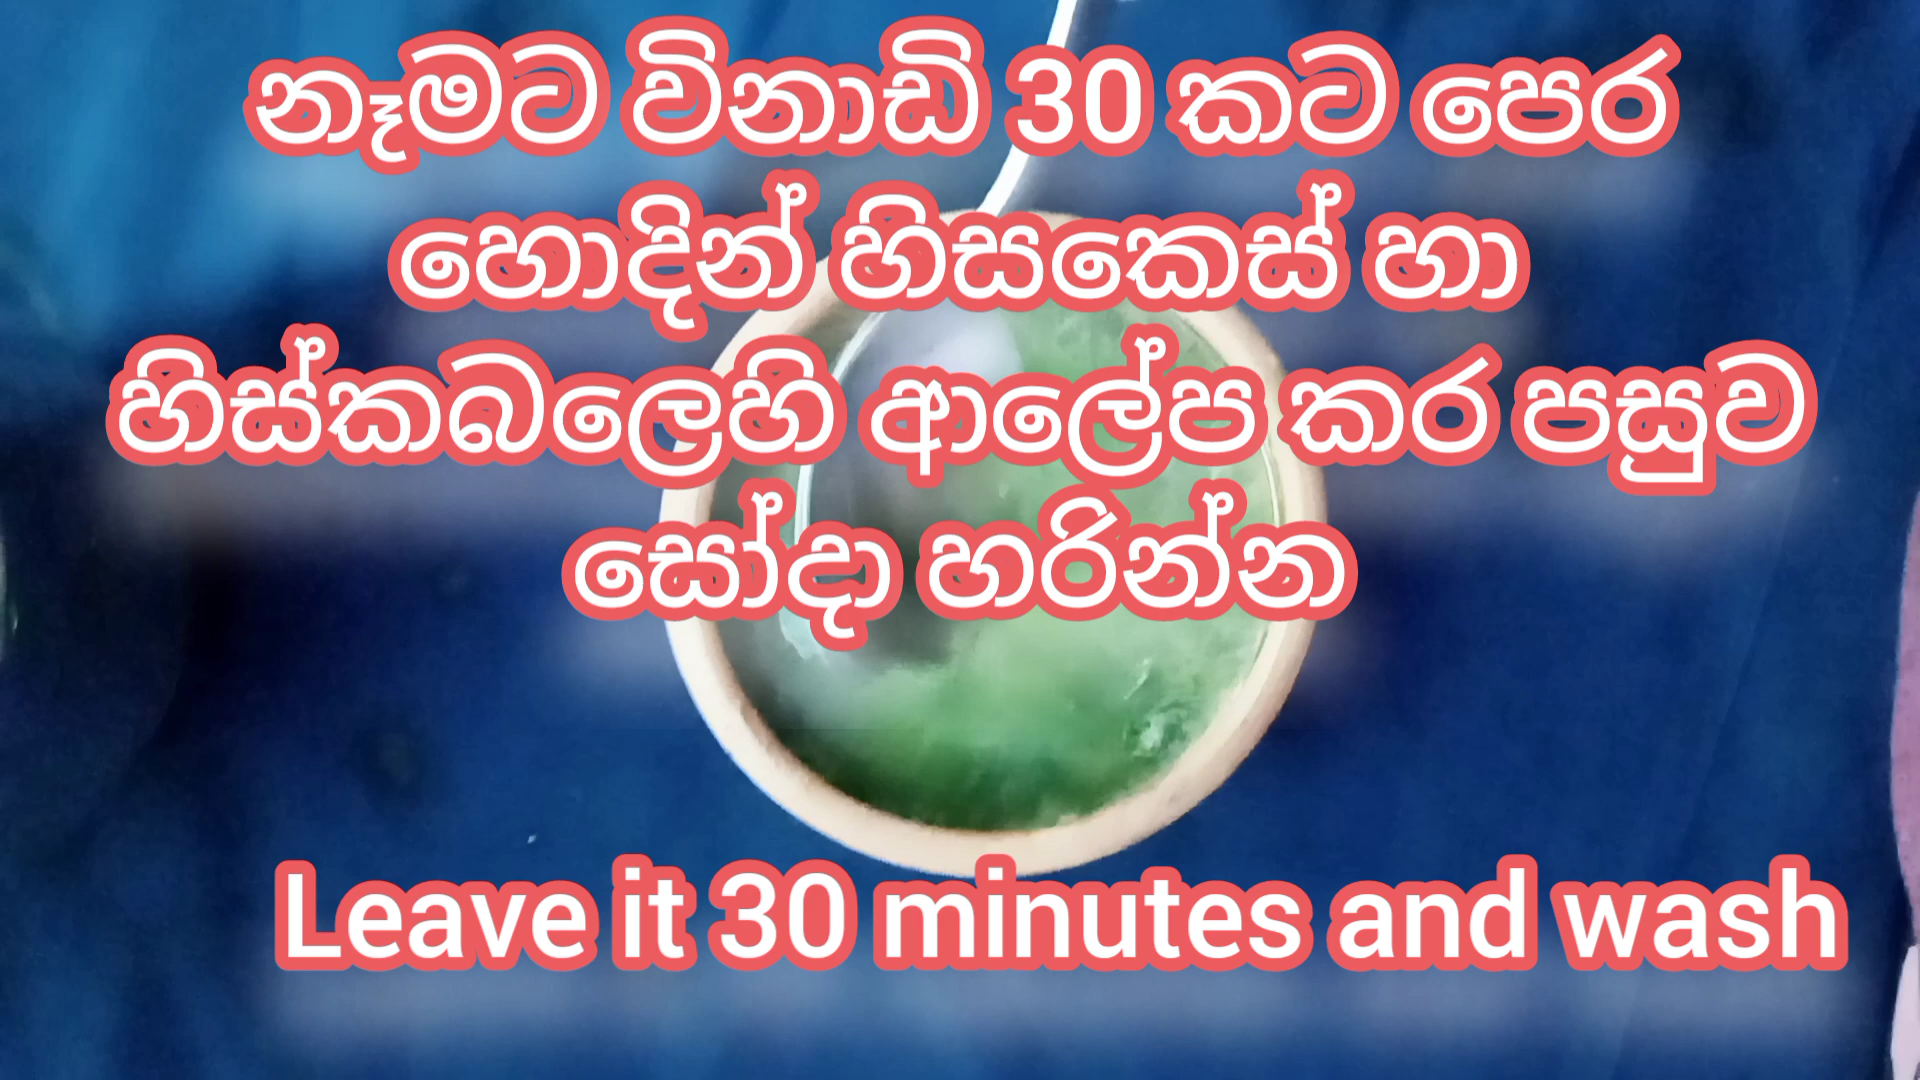 නෑමට විනාඩි 30 කට පෙර
හොදින් හිසකෙස් හා
හිස්කබලෙහි ආලේප කර පසුව
සෝදා හරින්න
Leave it 30 minutes and wash